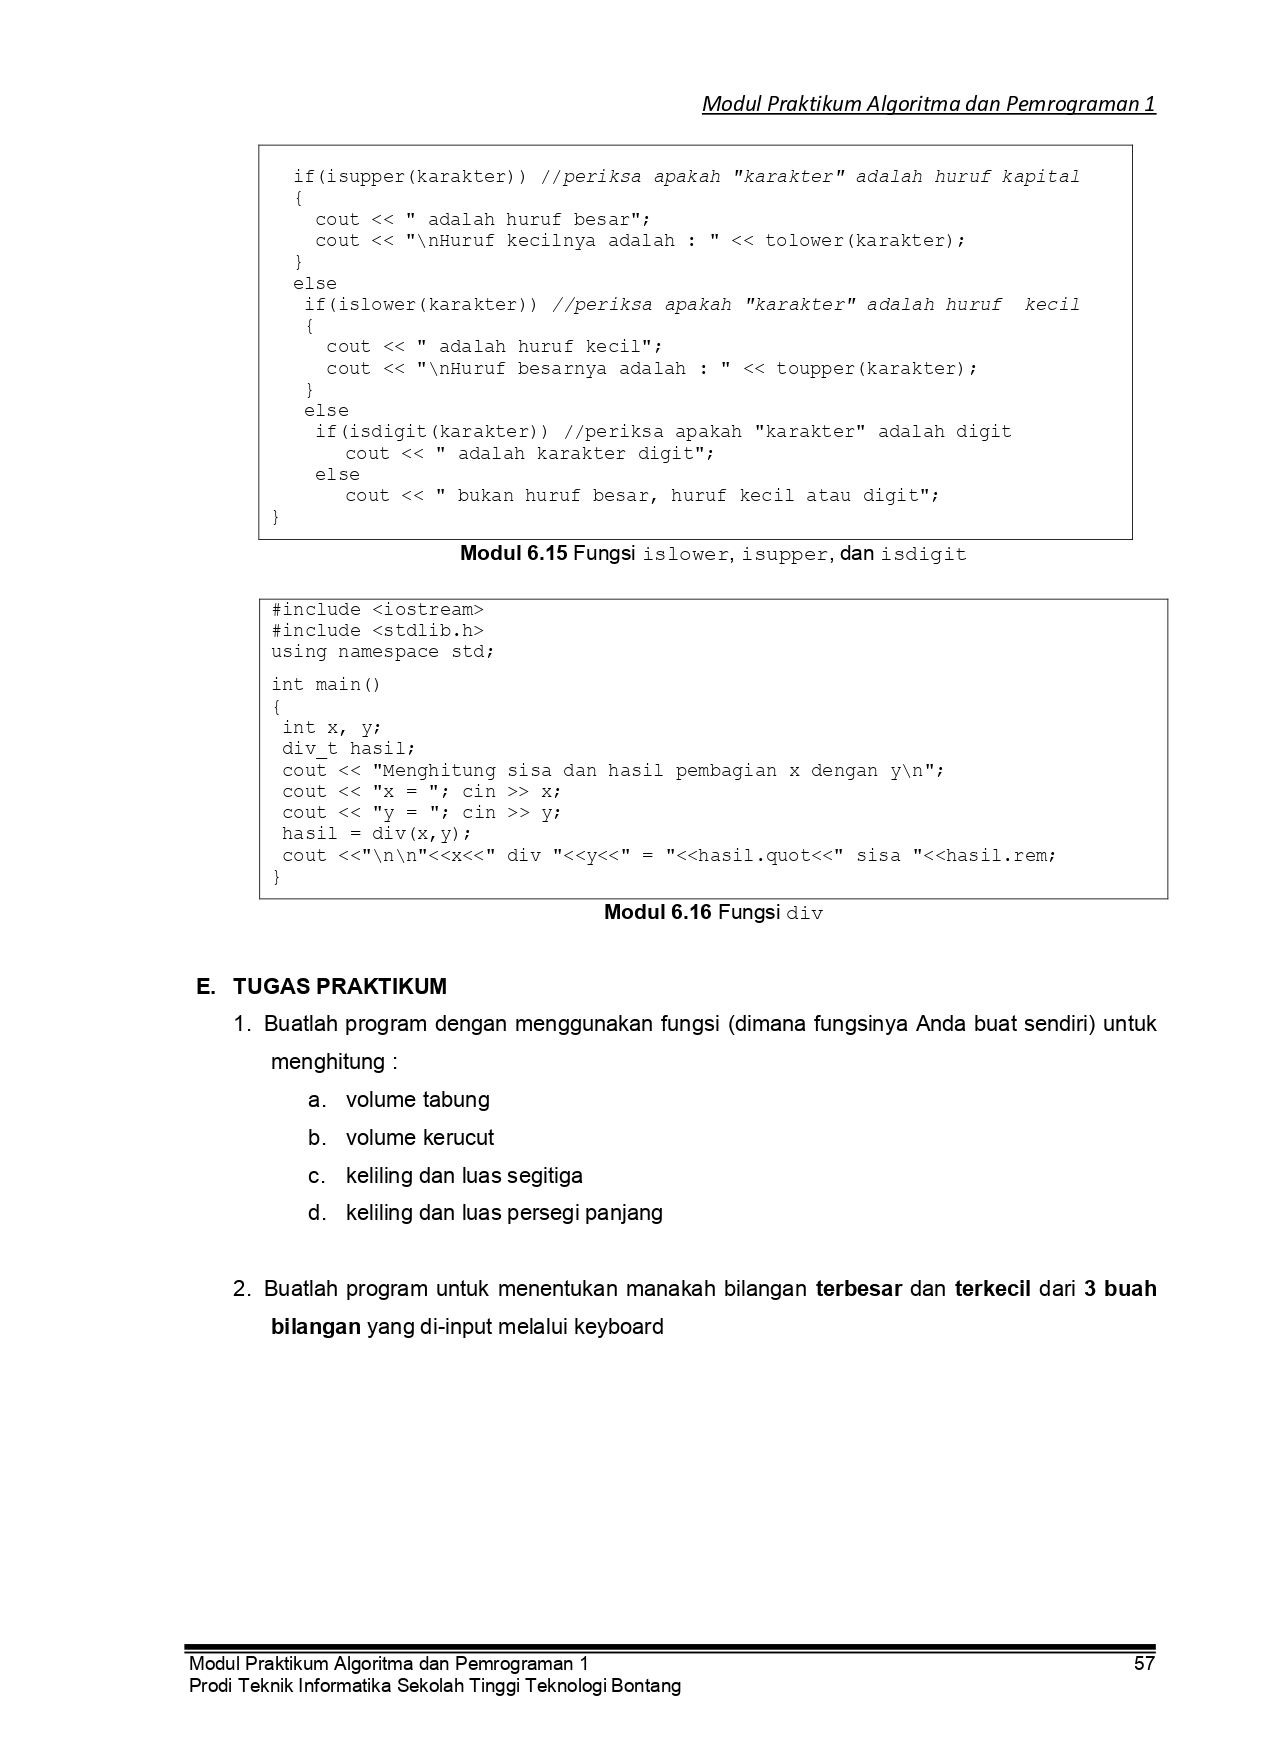 Modul Praktikum Algoritma dan Pemrograman 1
if(isupper(karakter)) //periksa apakah "karakter" adalah huruf kapital
{
cout << " adalah huruf besar";
cout << "\nHuruf kecilnya adalah : " << tolower(karakter);
}
else
if(islower(karakter)) //periksa apakah "karakter" adalah huruf kecil
{
cout << " adalah huruf kecil";
cout << "\nHuruf besarnya adalah : " << toupper(karakter);
}
else
if(isdigit(karakter)) //periksa apakah "karakter" adalah digit
cout << " adalah karakter digit";
else
cout << " bukan huruf besar, huruf kecil atau digit";
}
Modul 6.15 Fungsi islower, isupper, dan isdigit
#include <iostream>
#include <stdlib.h>
using namespace std;
int main()
{
int x, y;
div_t hasil;
cout << "Menghitung sisa dan hasil pembagian x dengan y\n";
cout << "x = "; cin >> x;
cout << "y = "; cin >> y;
hasil = div(x,y);
cout <<"\n\n"<<x<<" div "<<y<<" = "<<hasil.quot<<" sisa "<<hasil.rem;
}
Modul 6.16 Fungsi div
E. TUGAS PRAKTIKUM
1. Buatlah program dengan menggunakan fungsi (dimana fungsinya Anda buat sendiri) untuk
menghitung :
a. volume tabung
b. volume kerucut
c. keliling dan luas segitiga
d. keliling dan luas persegi panjang
2. Buatlah program untuk menentukan manakah bilangan terbesar dan terkecil dari 3 buah
bilangan yang di-input melalui keyboard
Modul Praktikum Algoritma dan Pemrograman 1 57
Prodi Teknik Informatika Sekolah Tinggi Teknologi Bontang